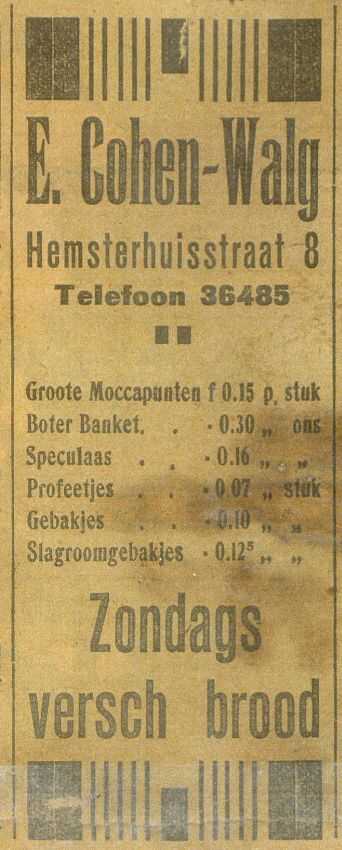 E. Cohen-Walg
Hemsterhuisstraat 8
Telefoon 36485
Groote Moccapunten f 0.15 p. stuk
Boter Banket. . - 0.30 „ ons
Speculaas . . - 0.16 „ „
Profeetjes . . - 0.07 „ stuk
Gebakjes . . - 0.10 „ „
Slagroomgebakjes - 0.12⁵ „ „
Zondags
versch brood